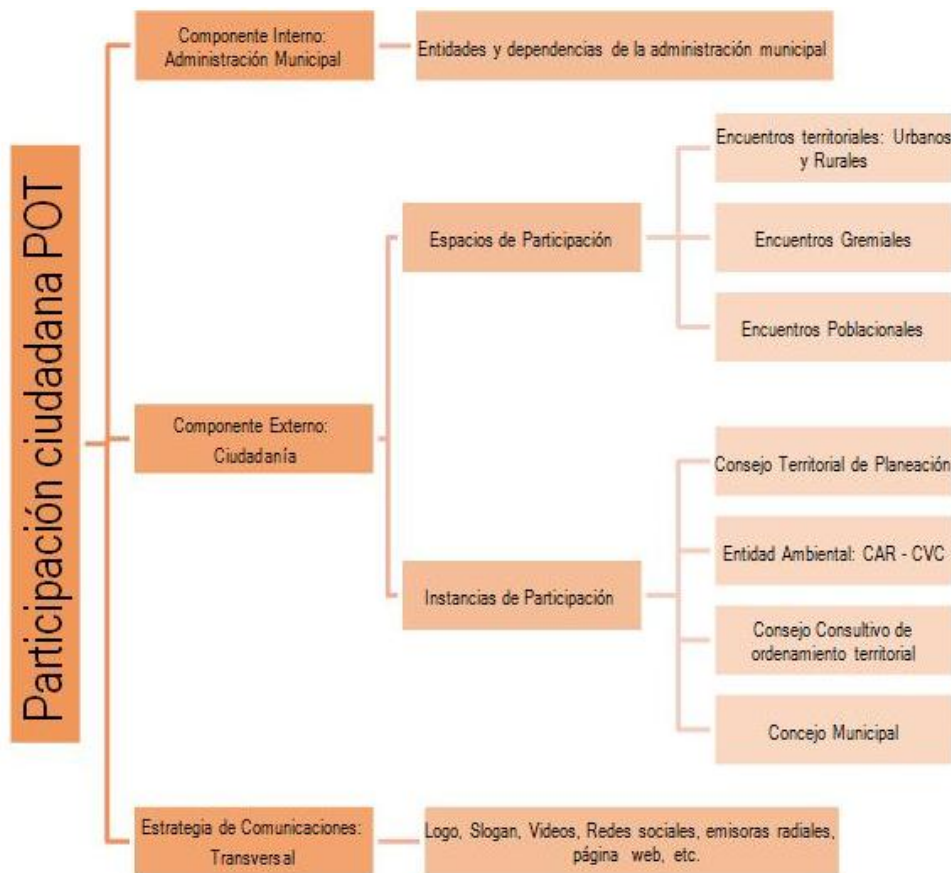 Participación ciudadana POT
Componente Interno:
Administración Municipal
Entidades y dependencias de la administración municipal
Componente Externo:
Ciudadanía
Espacios de Participación
Encuentros territoriales: Urbanos
y Rurales
Encuentros Gremiales
Encuentros Poblacionales
Instancias de Participación
Consejo Territorial de Planeación
Entidad Ambiental: CAR - CVC
Consejo Consultivo de
ordenamiento territorial
Concejo Municipal
Estrategia de Comunicaciones:
Transversal
Logo, Slogan, Videos, Redes sociales, emisoras radiales,
página web, etc.